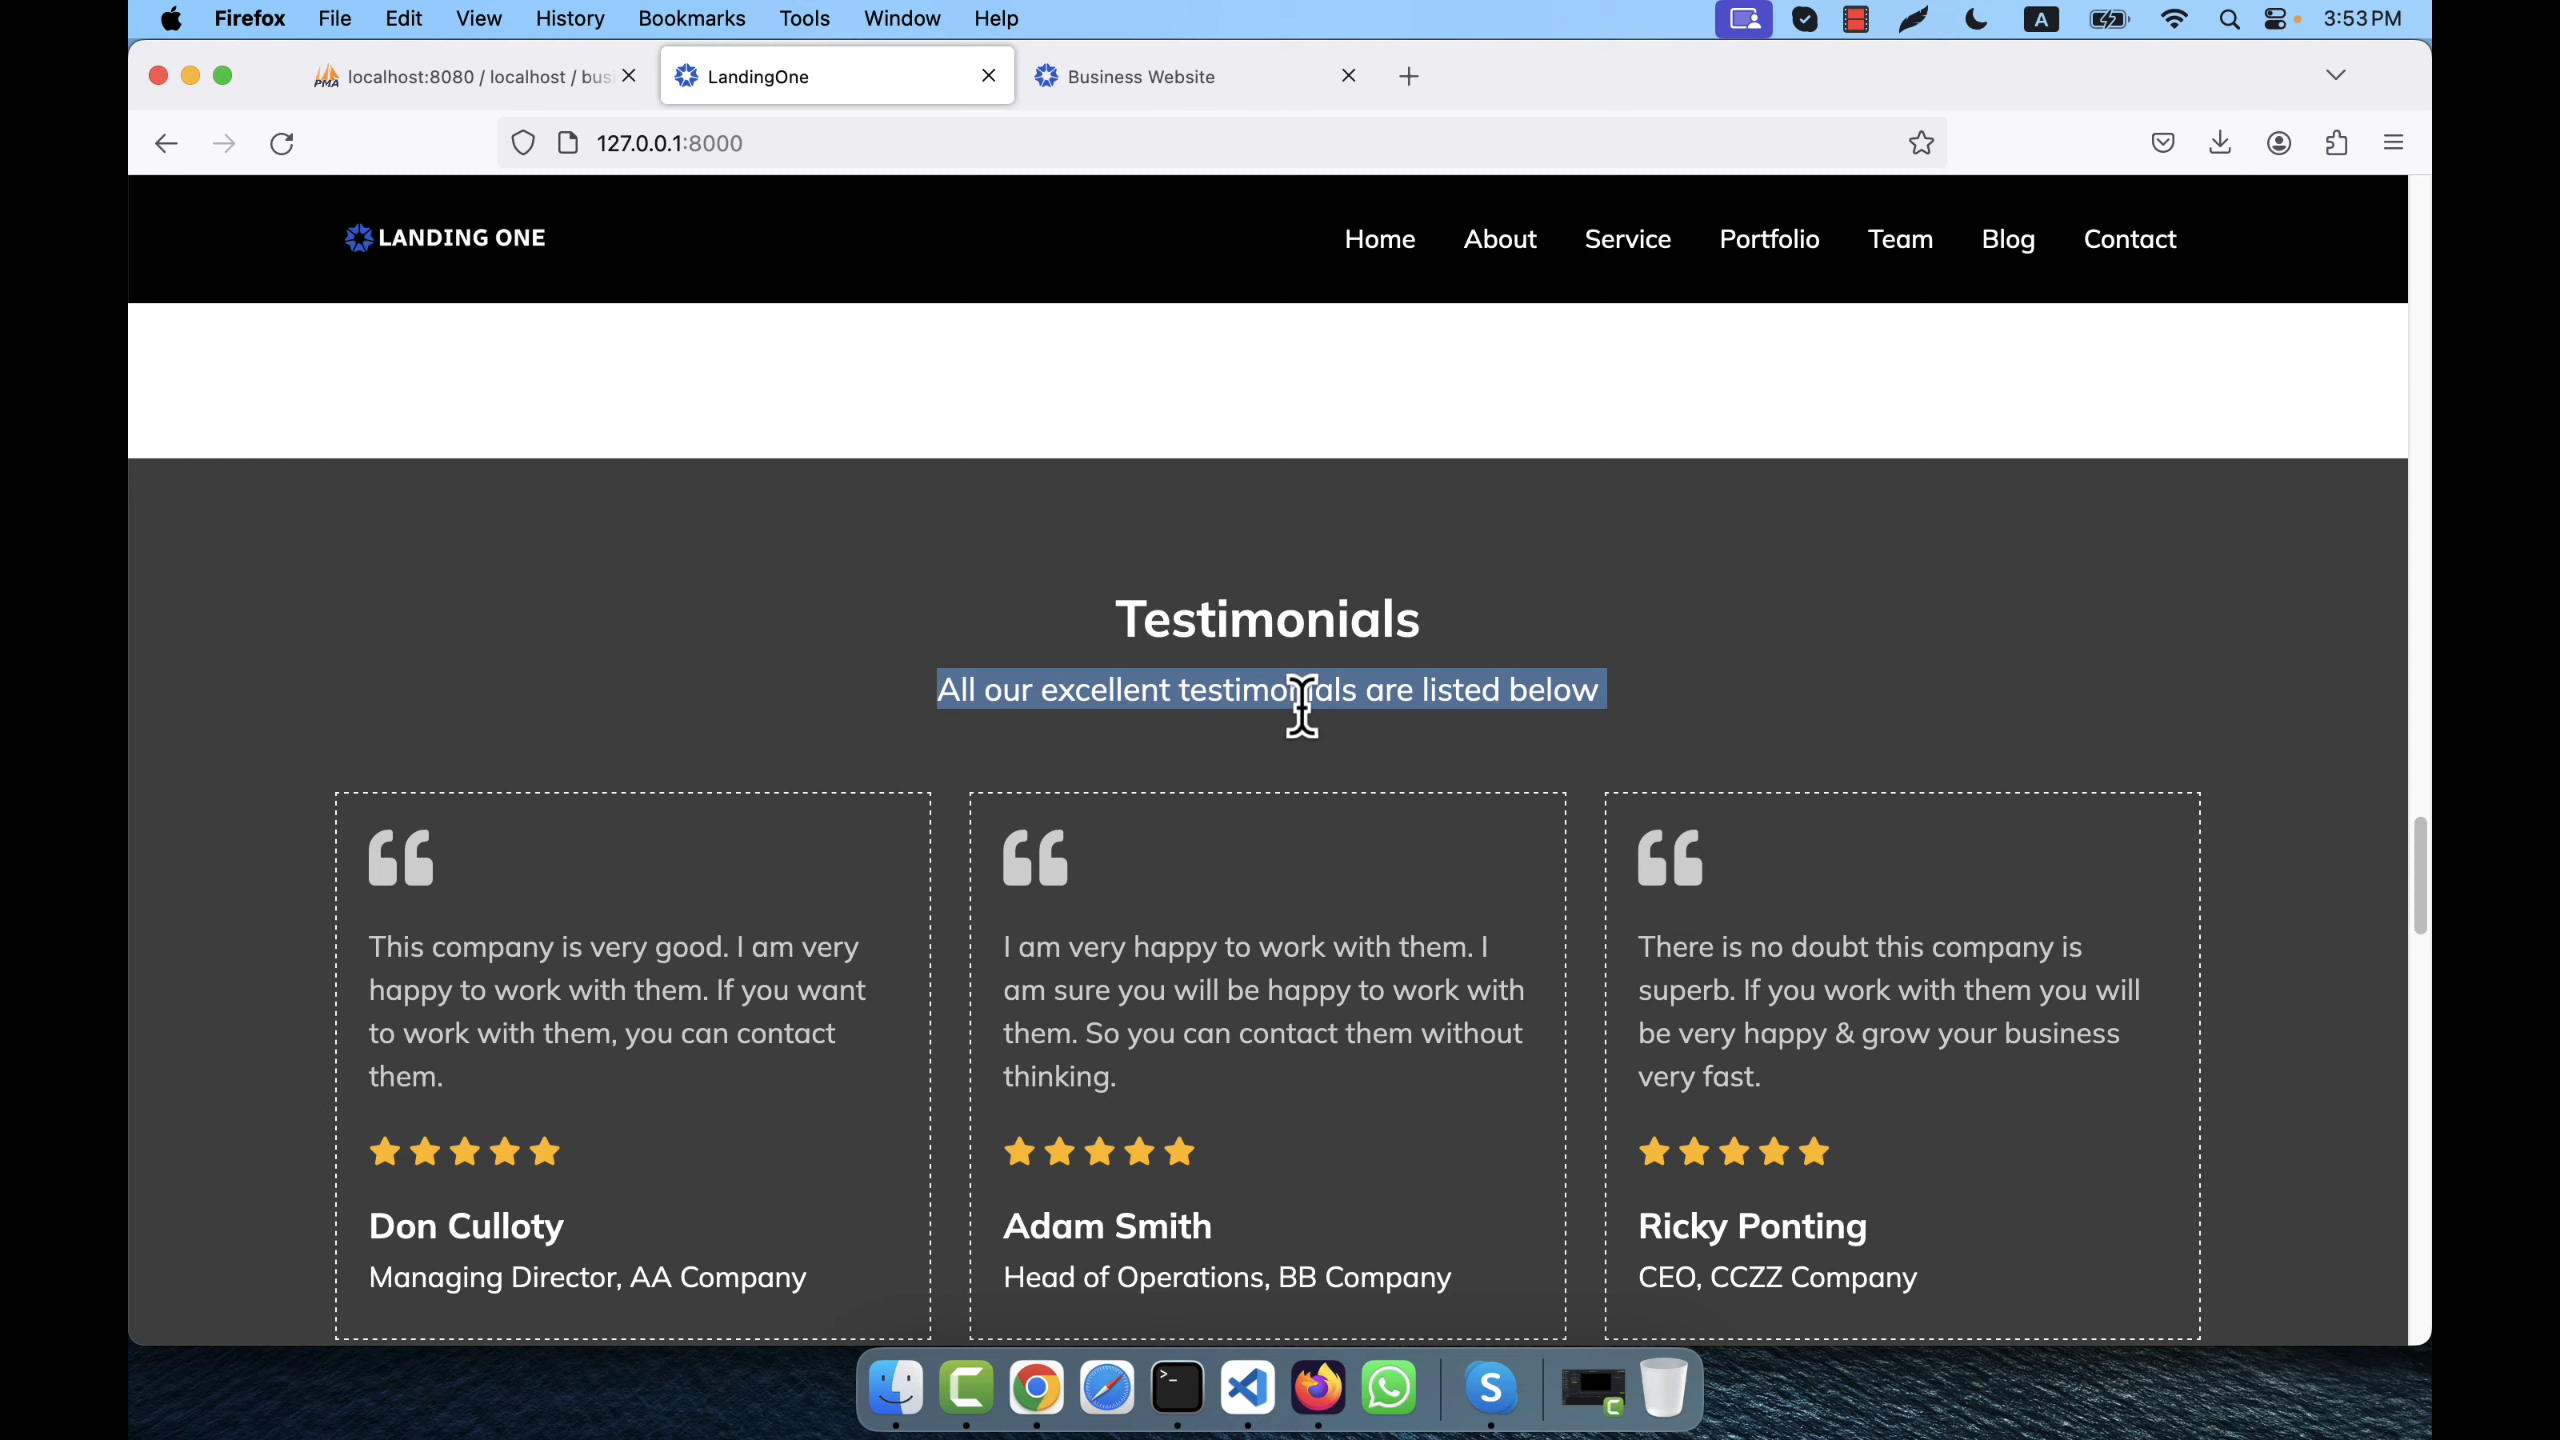 Firefox File Edit View History Bookmarks Tools Window Help A 3:53 PM
PMA localhost:8080 / localhost / bus LandingOne Business Website
127.0.0.1:8000
LANDING ONE Home About Service Portfolio Team Blog Contact
Testimonials
All our excellent testimonials are listed below
This company is very good. I am very
happy to work with them. If you want
to work with them, you can contact
them.
Don Culloty
Managing Director, AA Company
I am very happy to work with them. I
am sure you will be happy to work with
them. So you can contact them without
thinking.
Adam Smith
Head of Operations, BB Company
There is no doubt this company is
superb. If you work with them you will
be very happy & grow your business
very fast.
Ricky Ponting
CEO, CCZZ Company